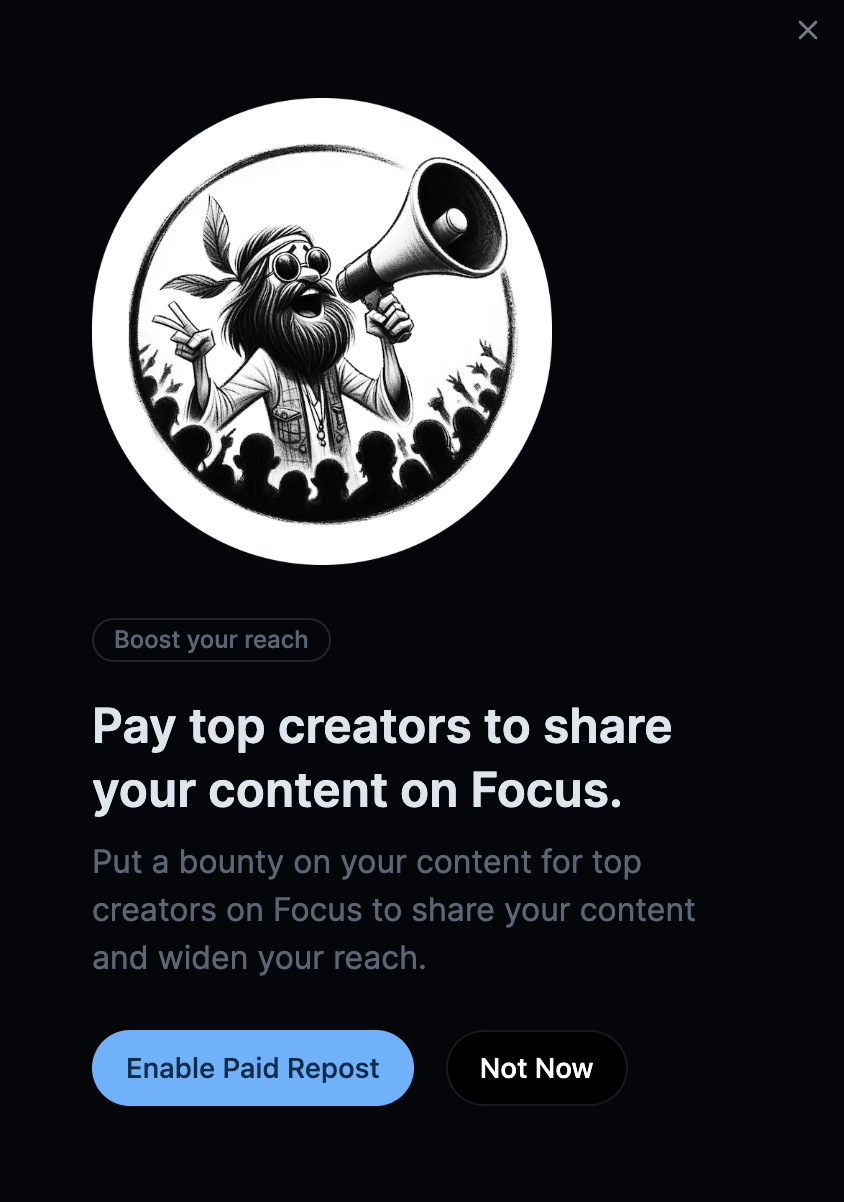 Boost your reach
Pay top creators to share
your content on Focus.
Put a bounty on your content for top
creators on Focus to share your content
and widen your reach.
Enable Paid Repost
Not Now